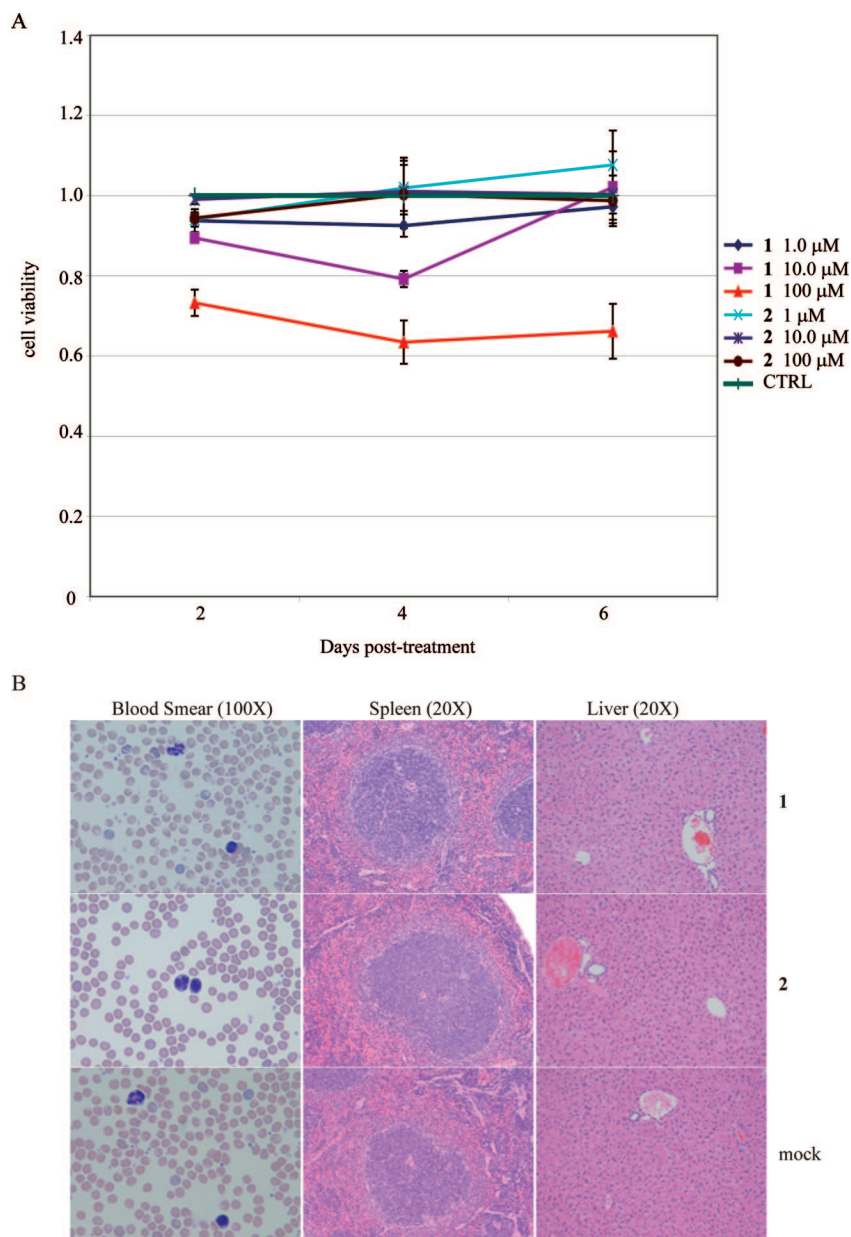 A
1.4
1.2
1.0
0.8
0.6
0.4
0.2
0
cell viability
2 4 6
Days post-treatment
1 1.0 µM
1 10.0 µM
1 100 µM
2 1 µM
2 10.0 µM
2 100 µM
CTRL
B
Blood Smear (100X) Spleen (20X) Liver (20X)
1
2
mock